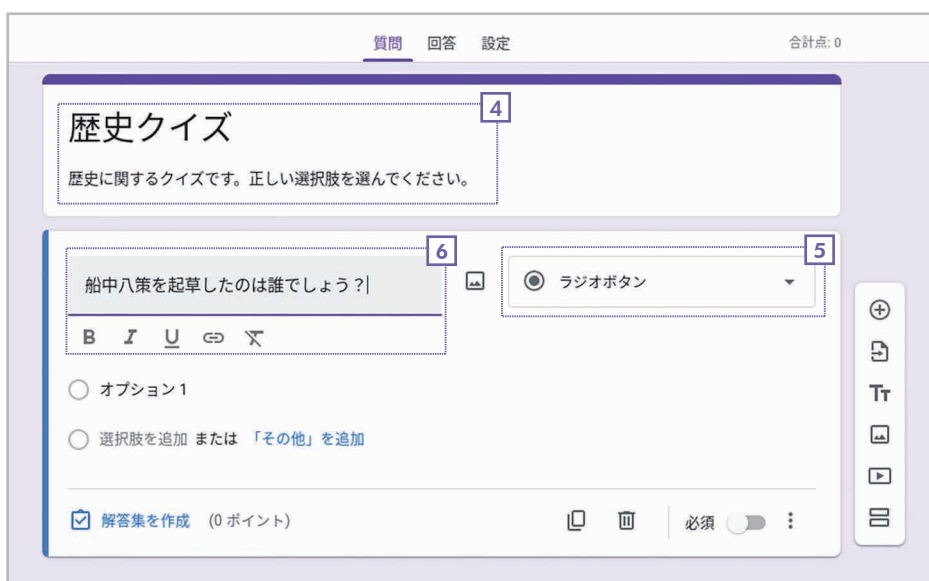 質問 回答 設定 合計点: 0
4
歴史クイズ
歴史に関するクイズです。正しい選択肢を選んでください。
6
5
船中八策を起草したのは誰でしょう？
ラジオボタン
B I U
オプション 1
選択肢を追加 または 「その他」を追加
解答集を作成 (0 ポイント)
必須
Tт